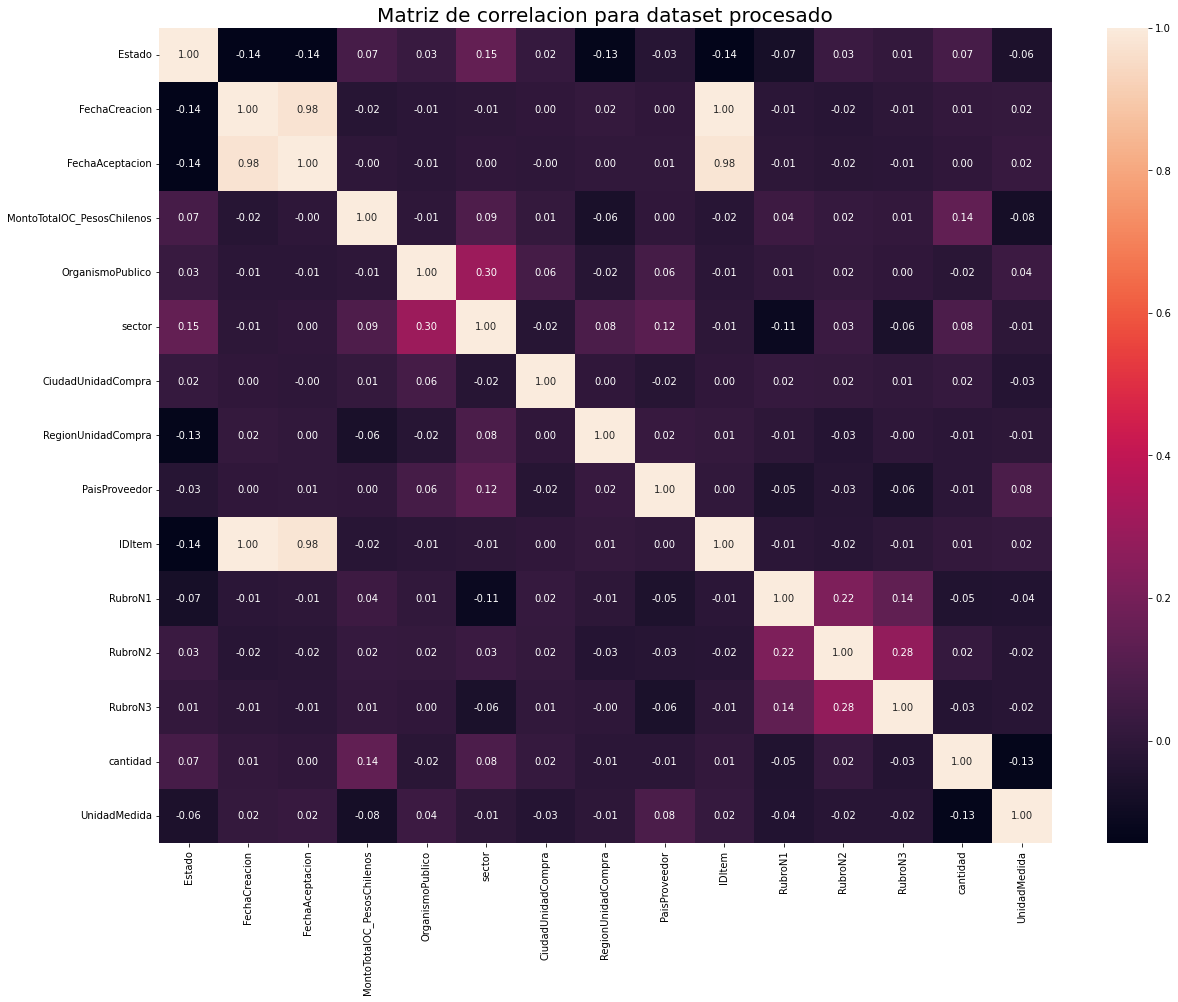 Matriz de correlacion para dataset procesado
Estado 1.00 -0.14 -0.14 0.07 0.03 0.15 0.02 -0.13 -0.03 -0.14 -0.07 0.03 0.01 0.07 -0.06
FechaCreacion -0.14 1.00 0.98 -0.02 -0.01 -0.01 0.00 0.02 0.00 1.00 -0.01 -0.02 -0.01 0.01 0.02
FechaAceptacion -0.14 0.98 1.00 -0.00 -0.01 0.00 -0.00 0.00 0.01 0.98 -0.01 -0.02 -0.01 0.00 0.02
MontoTotalOC_PesosChilenos 0.07 -0.02 -0.00 1.00 -0.01 0.09 0.01 -0.06 0.00 -0.02 0.04 0.02 0.01 0.14 -0.08
OrganismoPublico 0.03 -0.01 -0.01 -0.01 1.00 0.30 0.06 -0.02 0.06 -0.01 0.01 0.02 0.00 -0.02 0.04
sector 0.15 -0.01 0.00 0.09 0.30 1.00 -0.02 0.08 0.12 -0.01 -0.11 0.03 -0.06 0.08 -0.01
CiudadUnidadCompra 0.02 0.00 -0.00 0.01 0.06 -0.02 1.00 0.00 -0.02 0.00 0.02 0.02 0.01 0.02 -0.03
RegionUnidadCompra -0.13 0.02 0.00 -0.06 -0.02 0.08 0.00 1.00 0.02 0.01 -0.01 -0.03 -0.00 -0.01 -0.01
PaisProveedor -0.03 0.00 0.01 0.00 0.06 0.12 -0.02 0.02 1.00 0.00 -0.05 -0.03 -0.06 -0.01 0.08
IDItem -0.14 1.00 0.98 -0.02 -0.01 -0.01 0.00 0.01 0.00 1.00 -0.01 -0.02 -0.01 0.01 0.02
RubroN1 -0.07 -0.01 -0.01 0.04 0.01 -0.11 0.02 -0.01 -0.05 -0.01 1.00 0.22 0.14 -0.05 -0.04
RubroN2 0.03 -0.02 -0.02 0.02 0.02 0.03 0.02 -0.03 -0.03 -0.02 0.22 1.00 0.28 0.02 -0.02
RubroN3 0.01 -0.01 -0.01 0.01 0.00 -0.06 0.01 -0.00 -0.06 -0.01 0.14 0.28 1.00 -0.03 -0.02
cantidad 0.07 0.01 0.00 0.14 -0.02 0.08 0.02 -0.01 -0.01 0.01 -0.05 0.02 -0.03 1.00 -0.13
UnidadMedida -0.06 0.02 0.02 -0.08 0.04 -0.01 -0.03 -0.01 0.08 0.02 -0.04 -0.02 -0.02 -0.13 1.00
Estado
FechaCreacion
FechaAceptacion
MontoTotalOC_PesosChilenos
OrganismoPublico
sector
CiudadUnidadCompra
RegionUnidadCompra
PaisProveedor
IDItem
RubroN1
RubroN2
RubroN3
cantidad
UnidadMedida
1.0
0.8
0.6
0.4
0.2
0.0